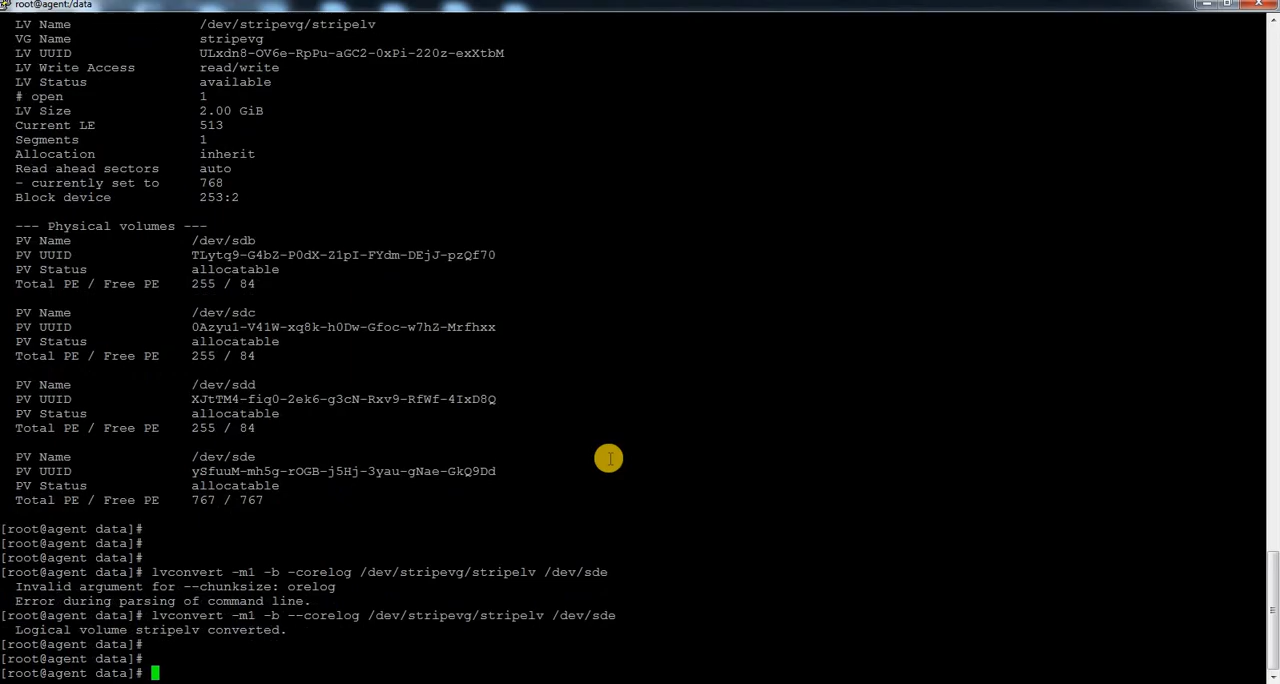 root@agent:/data
LV Name /dev/stripevg/stripelv
VG Name stripevg
LV UUID ULxdn8-OV6e-RpPu-aGC2-0xPi-220z-exXtbM
LV Write Access read/write
LV Status available
# open 1
LV Size 2.00 GiB
Current LE 513
Segments 1
Allocation inherit
Read ahead sectors auto
- currently set to 768
Block device 253:2
--- Physical volumes ---
PV Name /dev/sdb
PV UUID TLytq9-G4bZ-P0dX-Z1pI-FYdm-DEjJ-pzQf70
PV Status allocatable
Total PE / Free PE 255 / 84
PV Name /dev/sdc
PV UUID 0Azyu1-V41W-xq8k-h0Dw-Gfoc-w7hZ-Mrfhxx
PV Status allocatable
Total PE / Free PE 255 / 84
PV Name /dev/sdd
PV UUID XJtTM4-fiq0-2ek6-g3cN-Rxv9-RfWf-4IxD8Q
PV Status allocatable
Total PE / Free PE 255 / 84
PV Name /dev/sde
PV UUID ySfuuM-mh5g-rOGB-j5Hj-3yau-gNae-GkQ9Dd
PV Status allocatable
Total PE / Free PE 767 / 767
[root@agent data]#
[root@agent data]#
[root@agent data]#
[root@agent data]# lvconvert -m1 -b -corelog /dev/stripevg/stripelv /dev/sde
Invalid argument for --chunksize: orelog
Error during parsing of command line.
[root@agent data]# lvconvert -m1 -b --corelog /dev/stripevg/stripelv /dev/sde
Logical volume stripelv converted.
[root@agent data]#
[root@agent data]#
[root@agent data]#